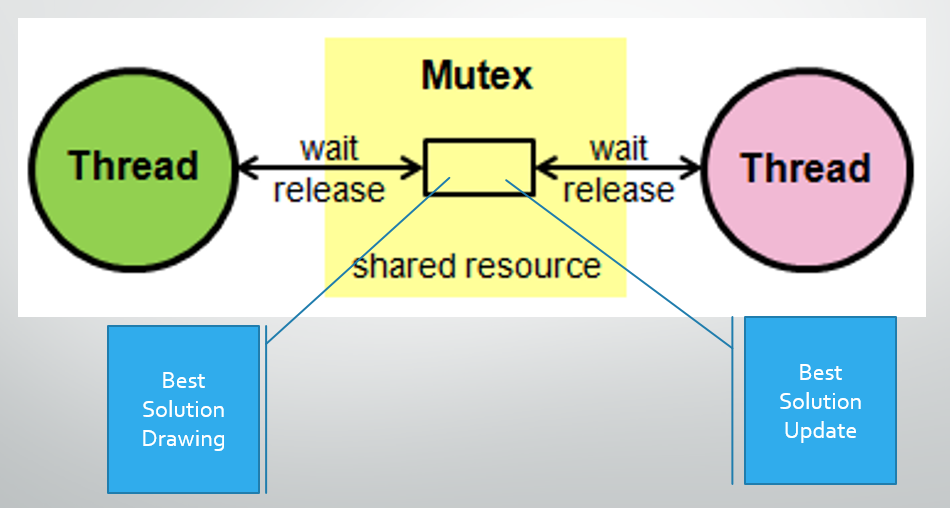 Mutex
Thread
wait
release
wait
release
Thread
shared resource
Best
Solution
Drawing
Best
Solution
Update